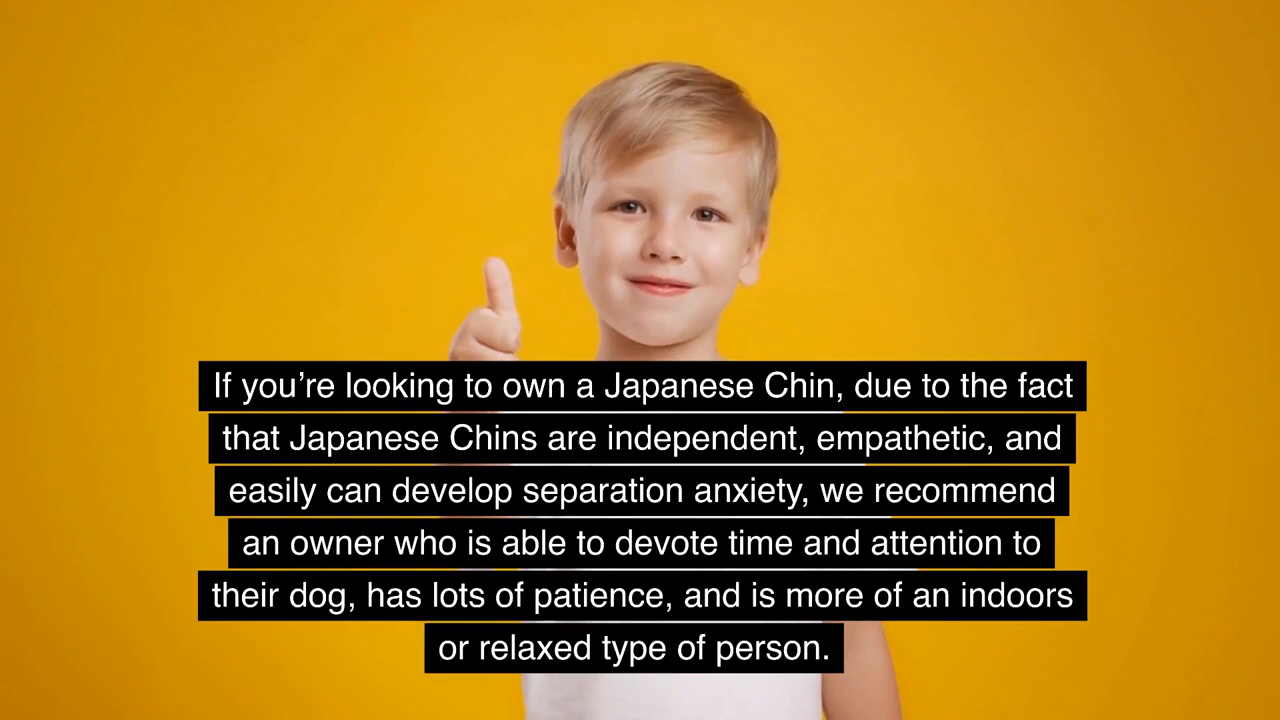 If you’re looking to own a Japanese Chin, due to the fact
that Japanese Chins are independent, empathetic, and
easily can develop separation anxiety, we recommend
an owner who is able to devote time and attention to
their dog, has lots of patience, and is more of an indoors
or relaxed type of person.